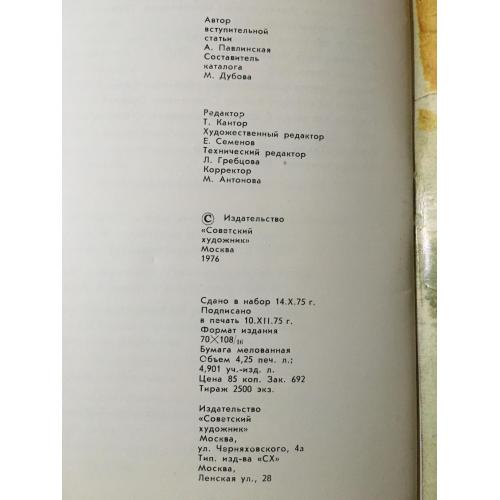 Автор
вступительной
статьи
А. Павлинская
Составитель
каталога
М. Дубова
Редактор
Т. Кантор
Художественный редактор
Е. Семенов
Технический редактор
Л. Гребцова
Корректор
М. Антонова
© Издательство
«Советский
художник»
Москва
1976
Сдано в набор 14.X.75 г.
Подписано
в печать 10.XII.75 г.
Формат издания
70×108/16
Бумага мелованная
Объем 4,25 печ. л.;
4,901 уч.-изд. л.
Цена 85 коп. Зак. 692
Тираж 2500 экз.
Издательство
«Советский
художник»
Москва,
ул. Черняховского, 4а
Тип. изд-ва «СХ»
Москва,
Ленская ул., 28